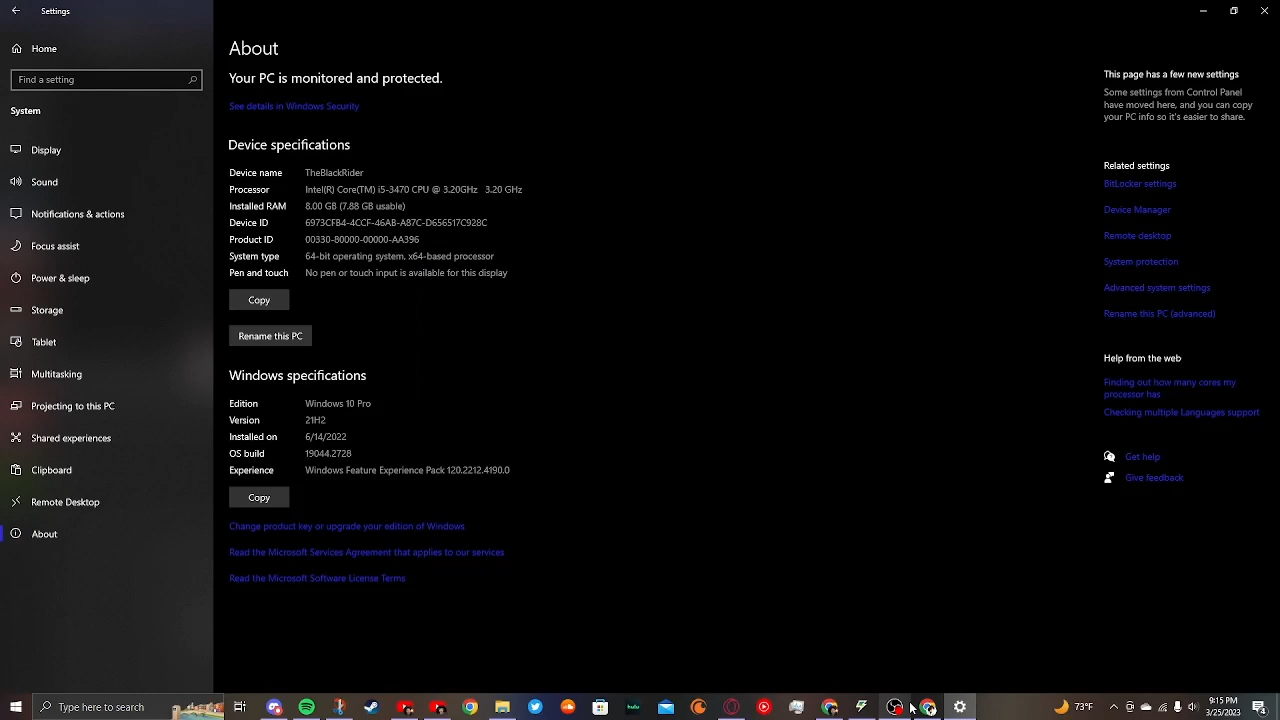 Settings
Home
Find a setting
System
Display
Sound
Notifications & actions
Focus assist
Power & sleep
Storage
Tablet
Multitasking
Projecting to this PC
Shared experiences
Clipboard
Remote Desktop
About
About
Your PC is monitored and protected.
See details in Windows Security
Device specifications
Device name TheBlackRider
Processor Intel(R) Core(TM) i5-3470 CPU @ 3.20GHz 3.20 GHz
Installed RAM 8.00 GB (7.88 GB usable)
Device ID 6973CFB4-4CCF-46AB-A87C-D656517C928C
Product ID 00330-80000-00000-AA396
System type 64-bit operating system, x64-based processor
Pen and touch No pen or touch input is available for this display
Copy
Rename this PC
Windows specifications
Edition Windows 10 Pro
Version 21H2
Installed on 6/14/2022
OS build 19044.2728
Experience Windows Feature Experience Pack 120.2212.4190.0
Copy
Change product key or upgrade your edition of Windows
Read the Microsoft Services Agreement that applies to our services
Read the Microsoft Software License Terms
This page has a few new settings
Some settings from Control Panel
have moved here, and you can copy
your PC info so it's easier to share.
Related settings
BitLocker settings
Device Manager
Remote desktop
System protection
Advanced system settings
Rename this PC (advanced)
Help from the web
Finding out how many cores my
processor has
Checking multiple Languages support
Get help
Give feedback
Type here to search
hulu
75°F
9:15 PM
3/25/2023